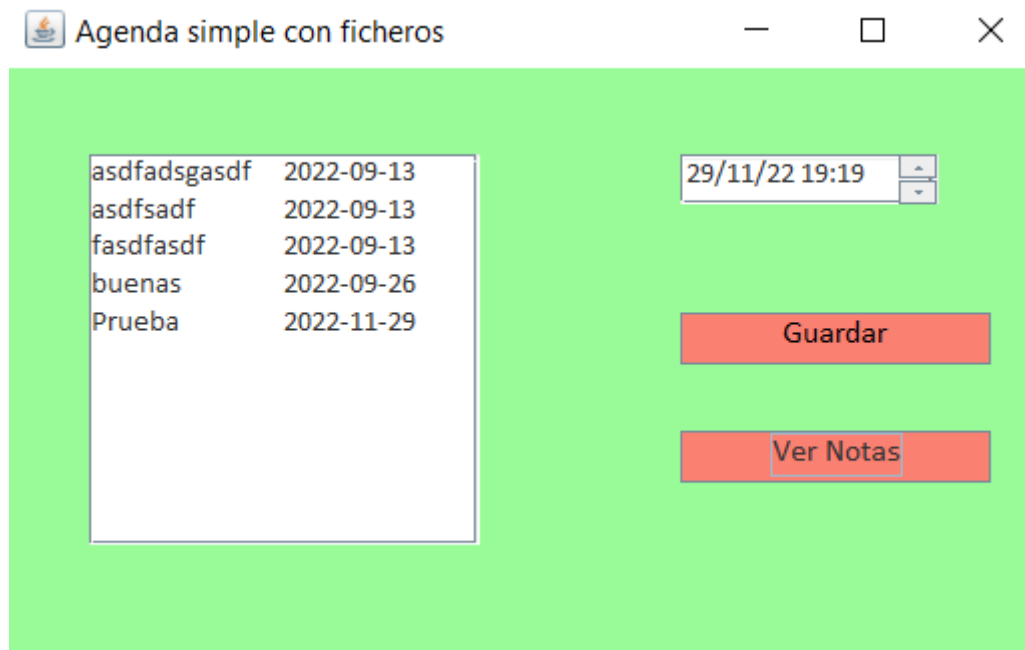 Agenda simple con ficheros
asdfadsgasdf 2022-09-13
asdfsadf 2022-09-13
fasdfasdf 2022-09-13
buenas 2022-09-26
Prueba 2022-11-29
29/11/22 19:19
Guardar
Ver Notas